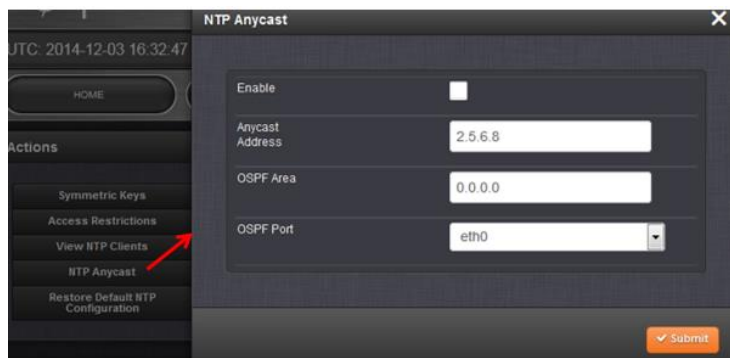 NTP Anycast
UTC: 2014-12-03 16:32:47
HOME
Actions
Symmetric Keys
Access Restrictions
View NTP Clients
NTP Anycast
Restore Default NTP
Configuration
Enable
Anycast
Address
2.5.6.8
OSPF Area
0.0.0.0
OSPF Port
eth0
Submit